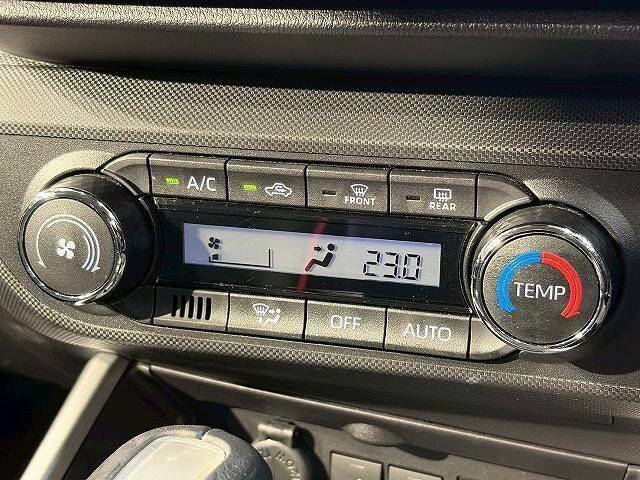 A/C
FRONT
REAR
23.0
TEMP
OFF
AUTO